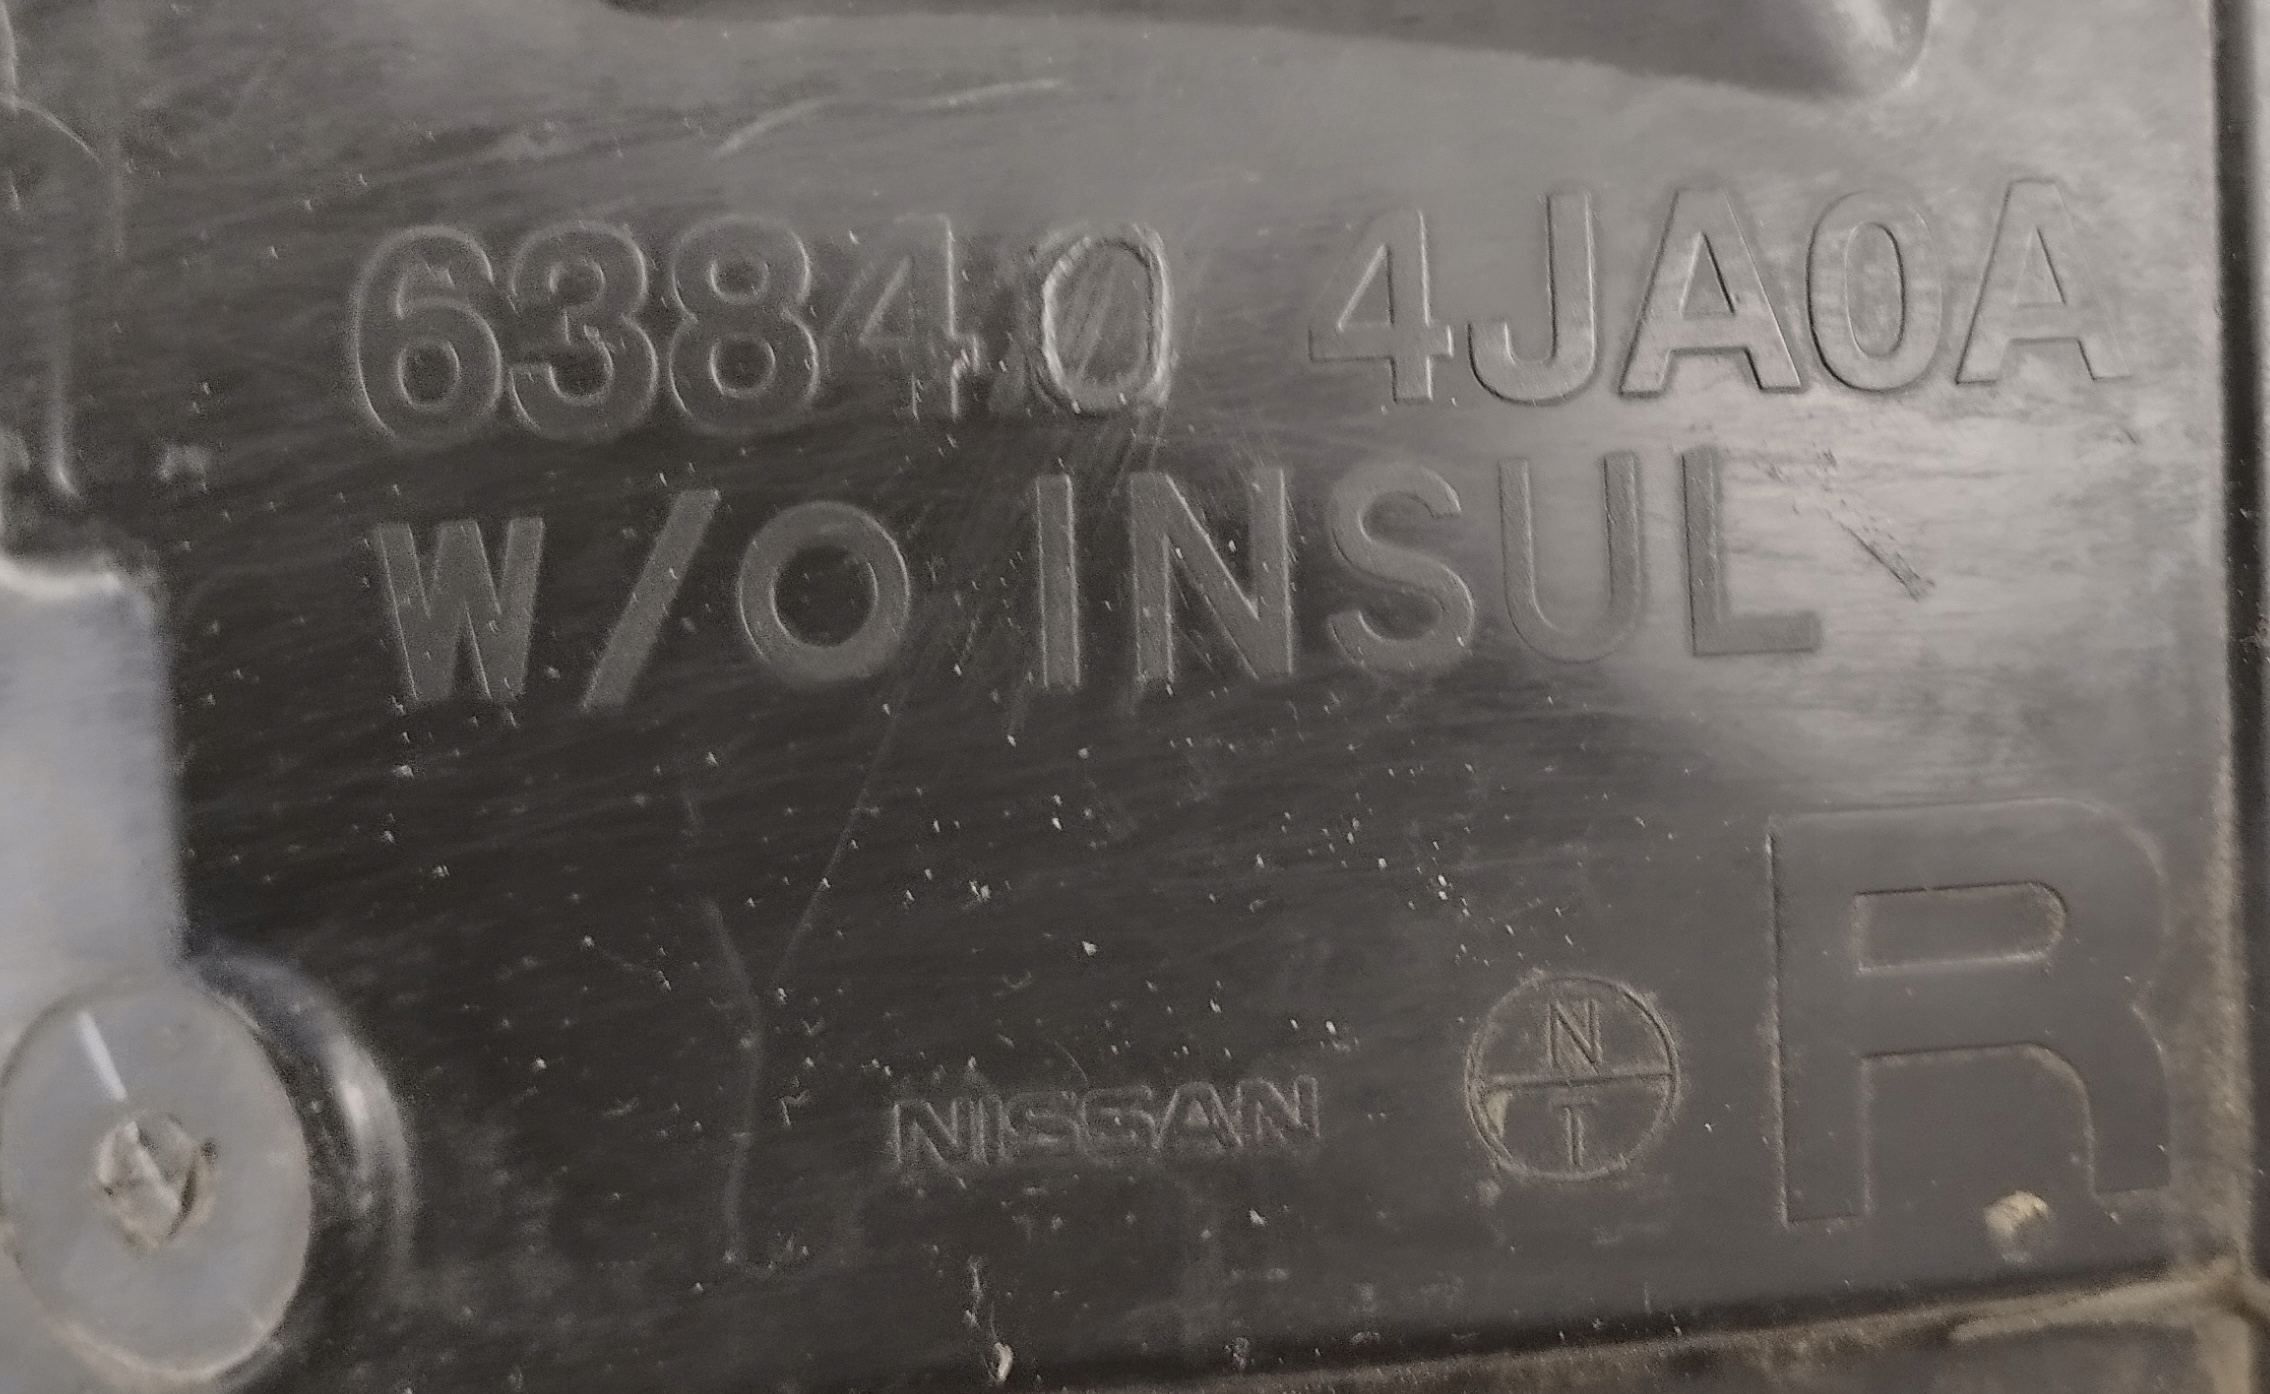 63840 4JA0A
W/O INSUL
NISSAN
N
T
R